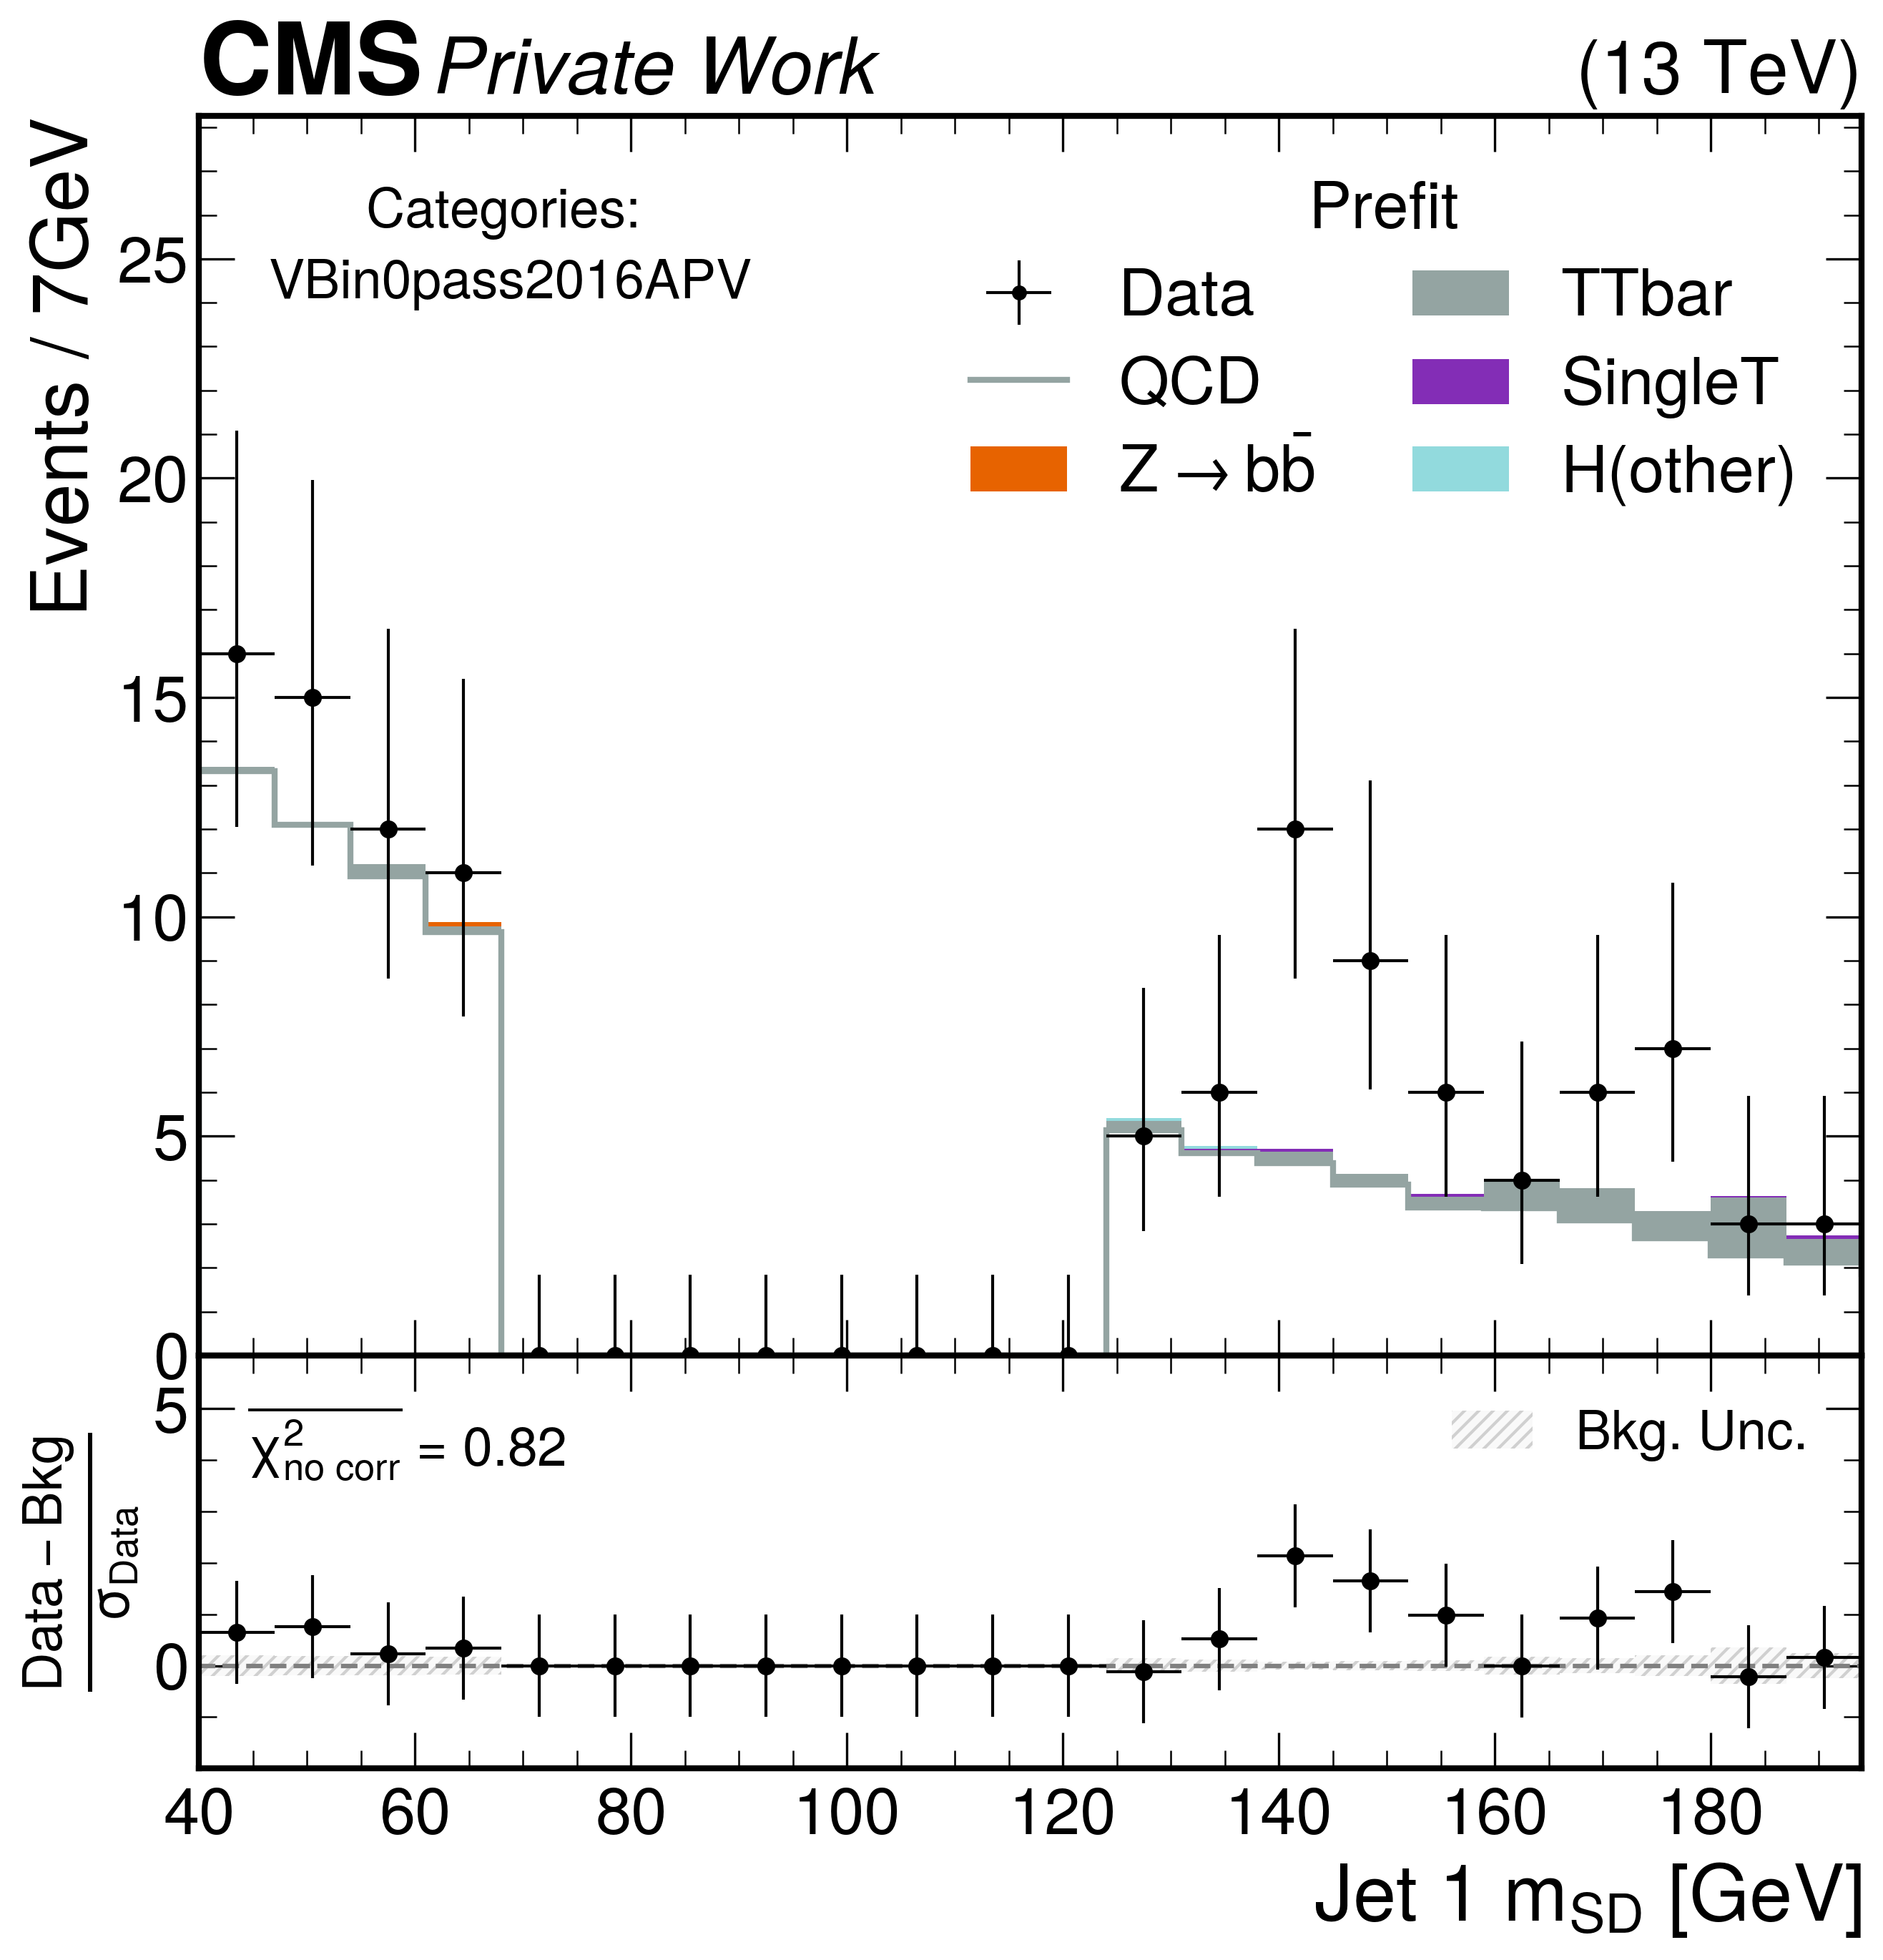 CMS Private Work (13 TeV)
Events / 7GeV
Categories:
VBin0pass2016APV
Prefit
Data
QCD
Z → bb̄
TTbar
SingleT
H(other)
25
20
15
10
5
0
Data − Bkg
σData
5
0
χ²no corr = 0.82
Bkg. Unc.
40 60 80 100 120 140 160 180
Jet 1 mSD [GeV]